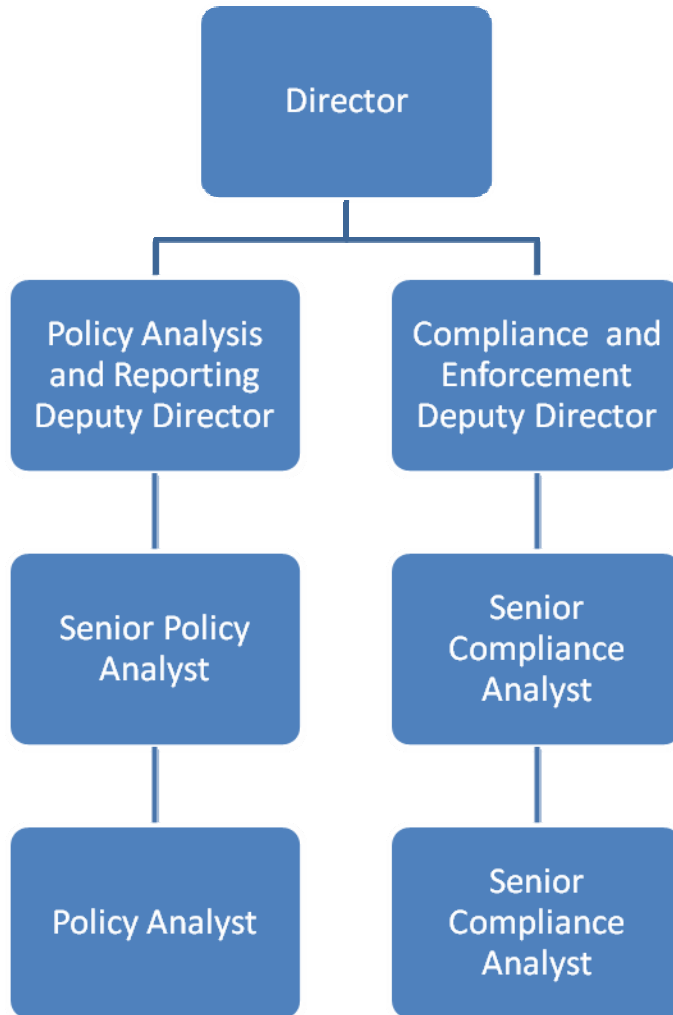 Director
Policy Analysis
and Reporting
Deputy Director
Compliance and
Enforcement
Deputy Director
Senior Policy
Analyst
Senior
Compliance
Analyst
Policy Analyst
Senior
Compliance
Analyst